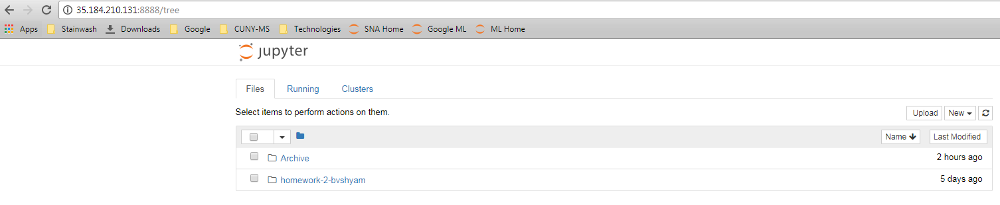 35.184.210.131:8888/tree
Apps Stainwash Downloads Google CUNY-MS Technologies SNA Home Google ML ML Home
jupyter
Files Running Clusters
Select items to perform actions on them. Upload New
Name Last Modified
Archive 2 hours ago
homework-2-bvshyam 5 days ago